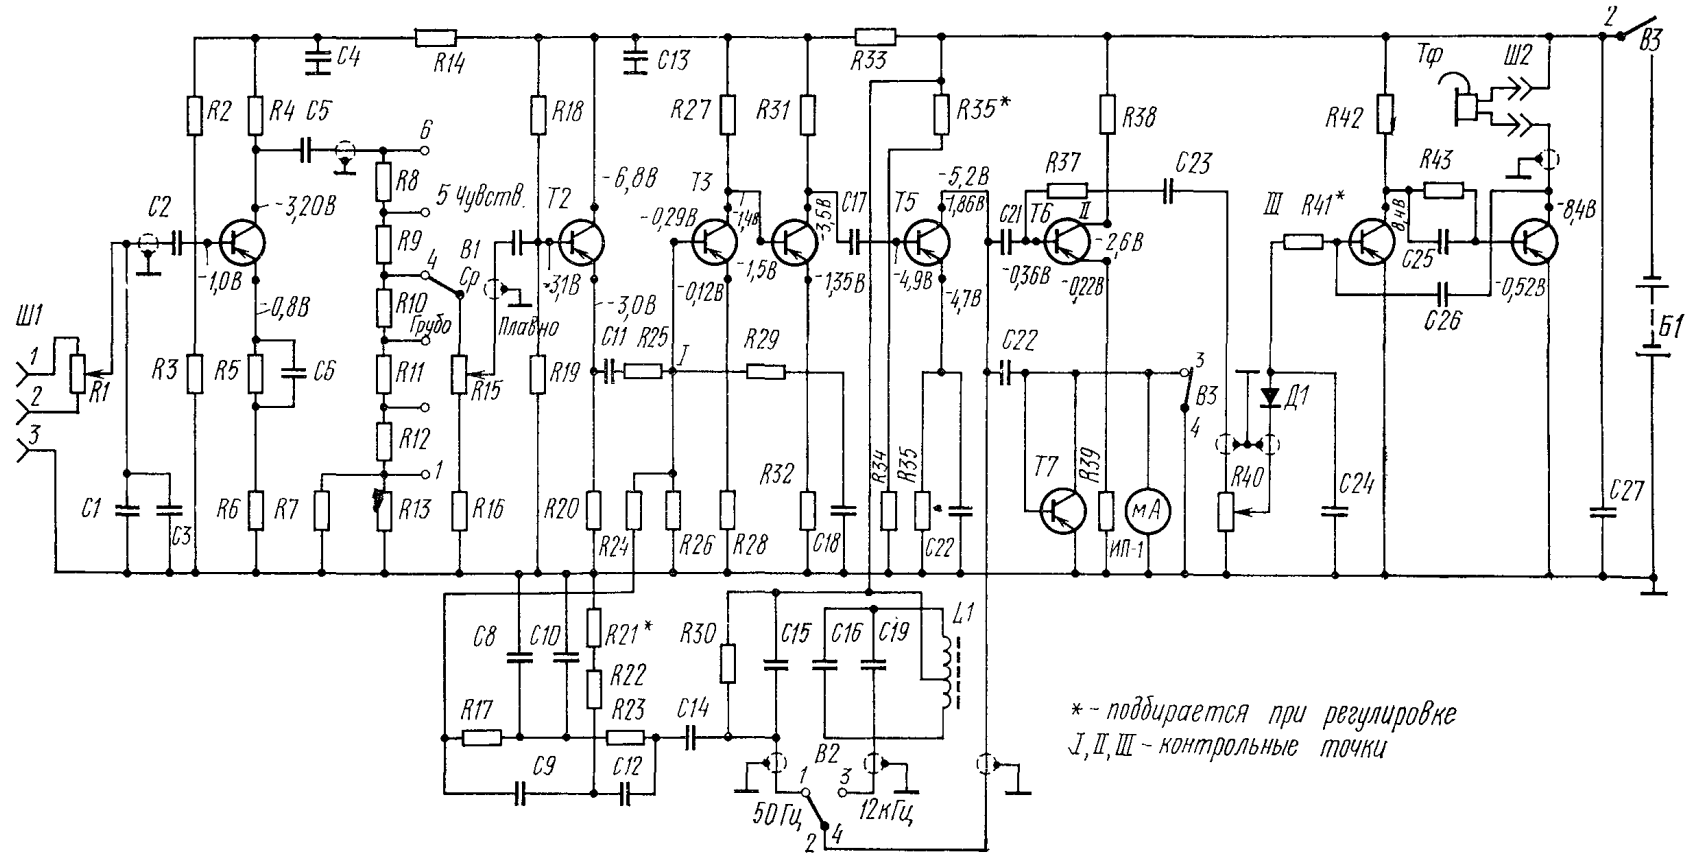 2
В3
C4
R14
C13
R33
Тф
Ш2
R2
R4
C5
R18
R27
R31
R35*
R38
R42
6
R8
R37
C23
R43
5 Чувств.
T2
-6,8В
T3
-5,2В
-1,86В
C2
-3,20В
-0,29В
-1,4В
-3,5В
C17
T5
C21
T6
II
III
R41*
8,4В
-8,4В
R9
В1
Ср
4
-2,6В
-1,0В
-3,1В
-1,5В
-1,35В
-4,9В
-0,36В
-0,22В
C25
-0,52В
-0,8В
R10
-3,0В
-0,12В
-4,7В
C26
Ш1
Грубо
Плавно
C11
R25
I
R29
C22
Б1
1
R1
2
R3
R5
C6
R11
R15
R19
3
В3
4
Д1
3
R12
1
T7
R39
R40
R34
R35
R32
C1
C3
R6
R7
R13
R16
R20
R24
R26
R28
C18
C22
мА
ИП-1
C24
C27
C8
C10
R21*
R30
C15
C16
C19
L1
R22
R17
R23
C14
* - подбирается при регулировке
I, II, III - контрольные точки
C9
C12
В2
1
3
50Гц
12кГц
2
4